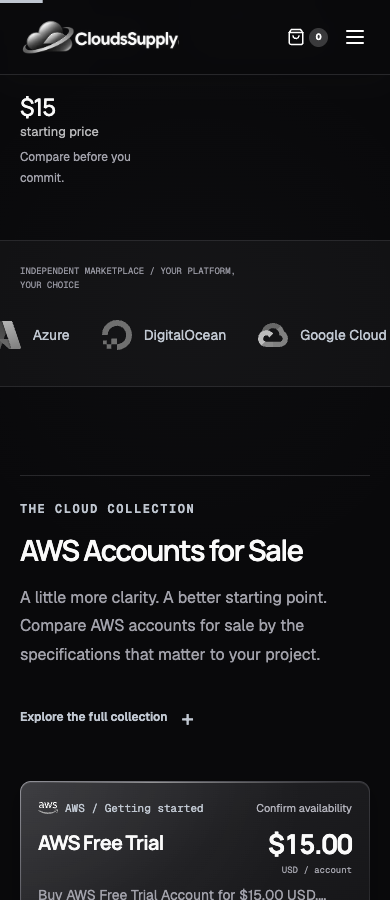 CloudsSupply
0
$15
starting price
Compare before you
commit.
INDEPENDENT MARKETPLACE / YOUR PLATFORM,
YOUR CHOICE
Azure
DigitalOcean
Google Cloud
THE CLOUD COLLECTION
AWS Accounts for Sale
A little more clarity. A better starting point.
Compare AWS accounts for sale by the
specifications that matter to your project.
Explore the full collection +
aws AWS / Getting started Confirm availability
AWS Free Trial $15.00
USD / account
Buy AWS Free Trial Account for $15.00 USD....